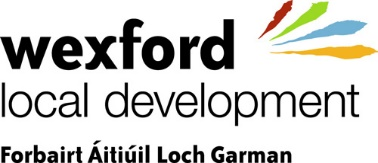 wexford
local development
Forbairt Áitiúil Loch Garman